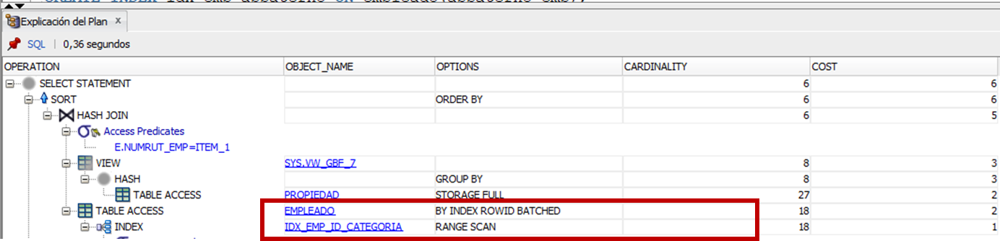 Explicación del Plan x
SQL | 0,36 segundos
OPERATION OBJECT_NAME OPTIONS CARDINALITY COST
SELECT STATEMENT 6 6
SORT ORDER BY 6 6
HASH JOIN 6 5
Access Predicates
E.NUMRUT_EMP=ITEM_1
VIEW SYS.VW_GBF_7 8 3
HASH GROUP BY 8 3
TABLE ACCESS PROPIEDAD STORAGE FULL 27 2
TABLE ACCESS EMPLEADO BY INDEX ROWID BATCHED 18 2
INDEX IDX_EMP_ID_CATEGORIA RANGE SCAN 18 1